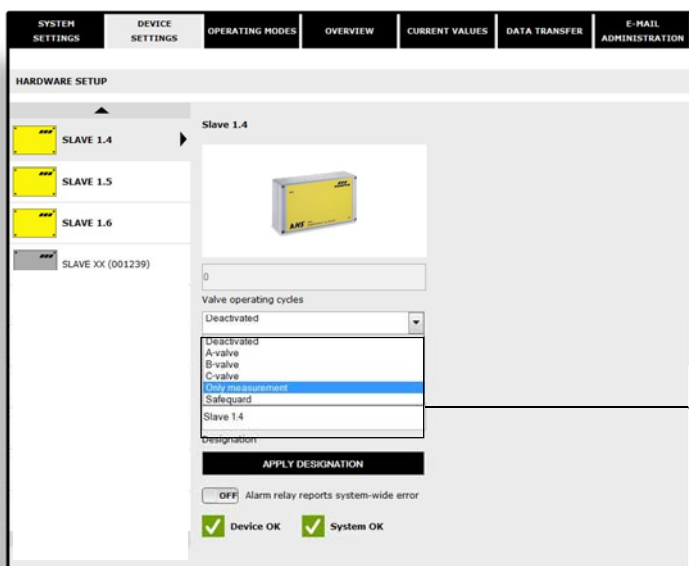 SYSTEM SETTINGS
DEVICE SETTINGS
OPERATING MODES
OVERVIEW
CURRENT VALUES
DATA TRANSFER
E-MAIL ADMINISTRATION
HARDWARE SETUP
SLAVE 1.4
SLAVE 1.5
SLAVE 1.6
SLAVE XX (001239)
Slave 1.4
AHS
0
Valve operating cycles
Deactivated
Deactivated
A-valve
B-valve
C-valve
Only measurement
Safeguard
Slave 1.4
Designation
APPLY DESIGNATION
OFF Alarm relay reports system-wide error
Device OK
System OK